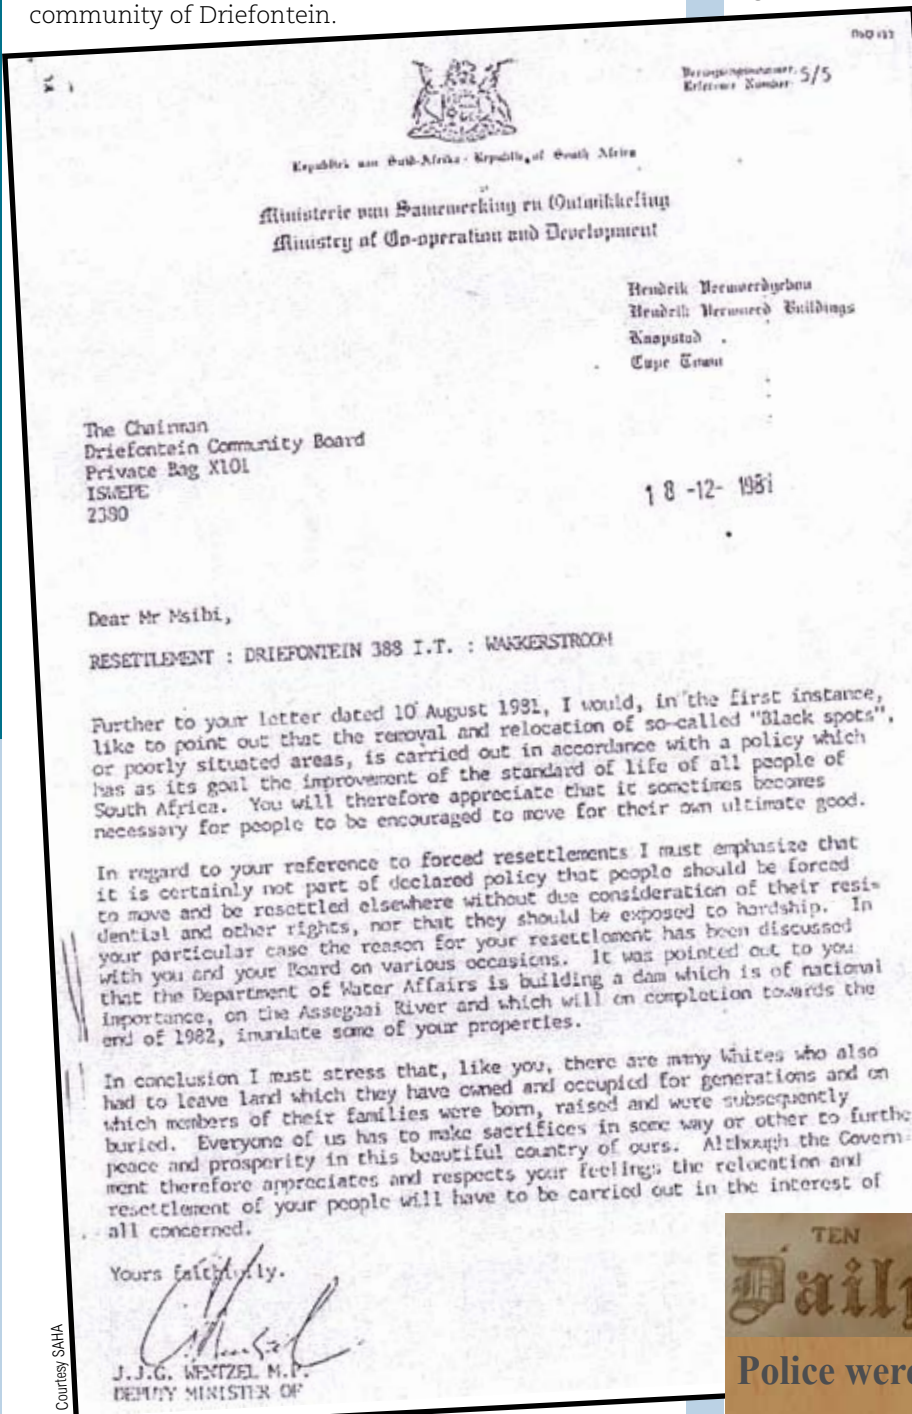 community of Driefontein.
Verwysingsnommer: 5/5
Reference Number:
Republiek van Suid-Afrika · Republic of South Africa
Ministerie van Samewerking en Ontwikkeling
Ministry of Co-operation and Development
Hendrik Verwoerdgebou
Hendrik Verwoerd Buildings
Kaapstad
Cape Town
The Chairman
Driefontein Community Board
Private Bag X101
ISWEPE
2380
18 -12- 1981
Dear Mr Msibi,
RESETTLEMENT : DRIEFONTEIN 388 I.T. : WAKKERSTROOM
Further to your letter dated 10 August 1981, I would, in the first instance,
like to point out that the removal and relocation of so-called "Black spots",
or poorly situated areas, is carried out in accordance with a policy which
has as its goal the improvement of the standard of life of all people of
South Africa. You will therefore appreciate that it sometimes becomes
necessary for people to be encouraged to move for their own ultimate good.
In regard to your reference to forced resettlements I must emphasize that
it is certainly not part of declared policy that people should be forced
to move and be resettled elsewhere without due consideration of their resi-
dential and other rights, nor that they should be exposed to hardship. In
your particular case the reason for your resettlement has been discussed
with you and your Board on various occasions. It was pointed out to you
that the Department of Water Affairs is building a dam which is of national
importance, on the Assegaai River and which will on completion towards the
end of 1982, inundate some of your properties.
In conclusion I must stress that, like you, there are many Whites who also
had to leave land which they have owned and occupied for generations and on
which members of their families were born, raised and were subsequently
buried. Everyone of us has to make sacrifices in some way or other to furthe
peace and prosperity in this beautiful country of ours. Although the Govern-
ment therefore appreciates and respects your feelings the relocation and
resettlement of your people will have to be carried out in the interest of
all concerned.
Yours faithfully.
J.J.G. WENTZEL M.P.
DEPUTY MINISTER OF
Courtesy SAHA
TEN
Daily
Police were